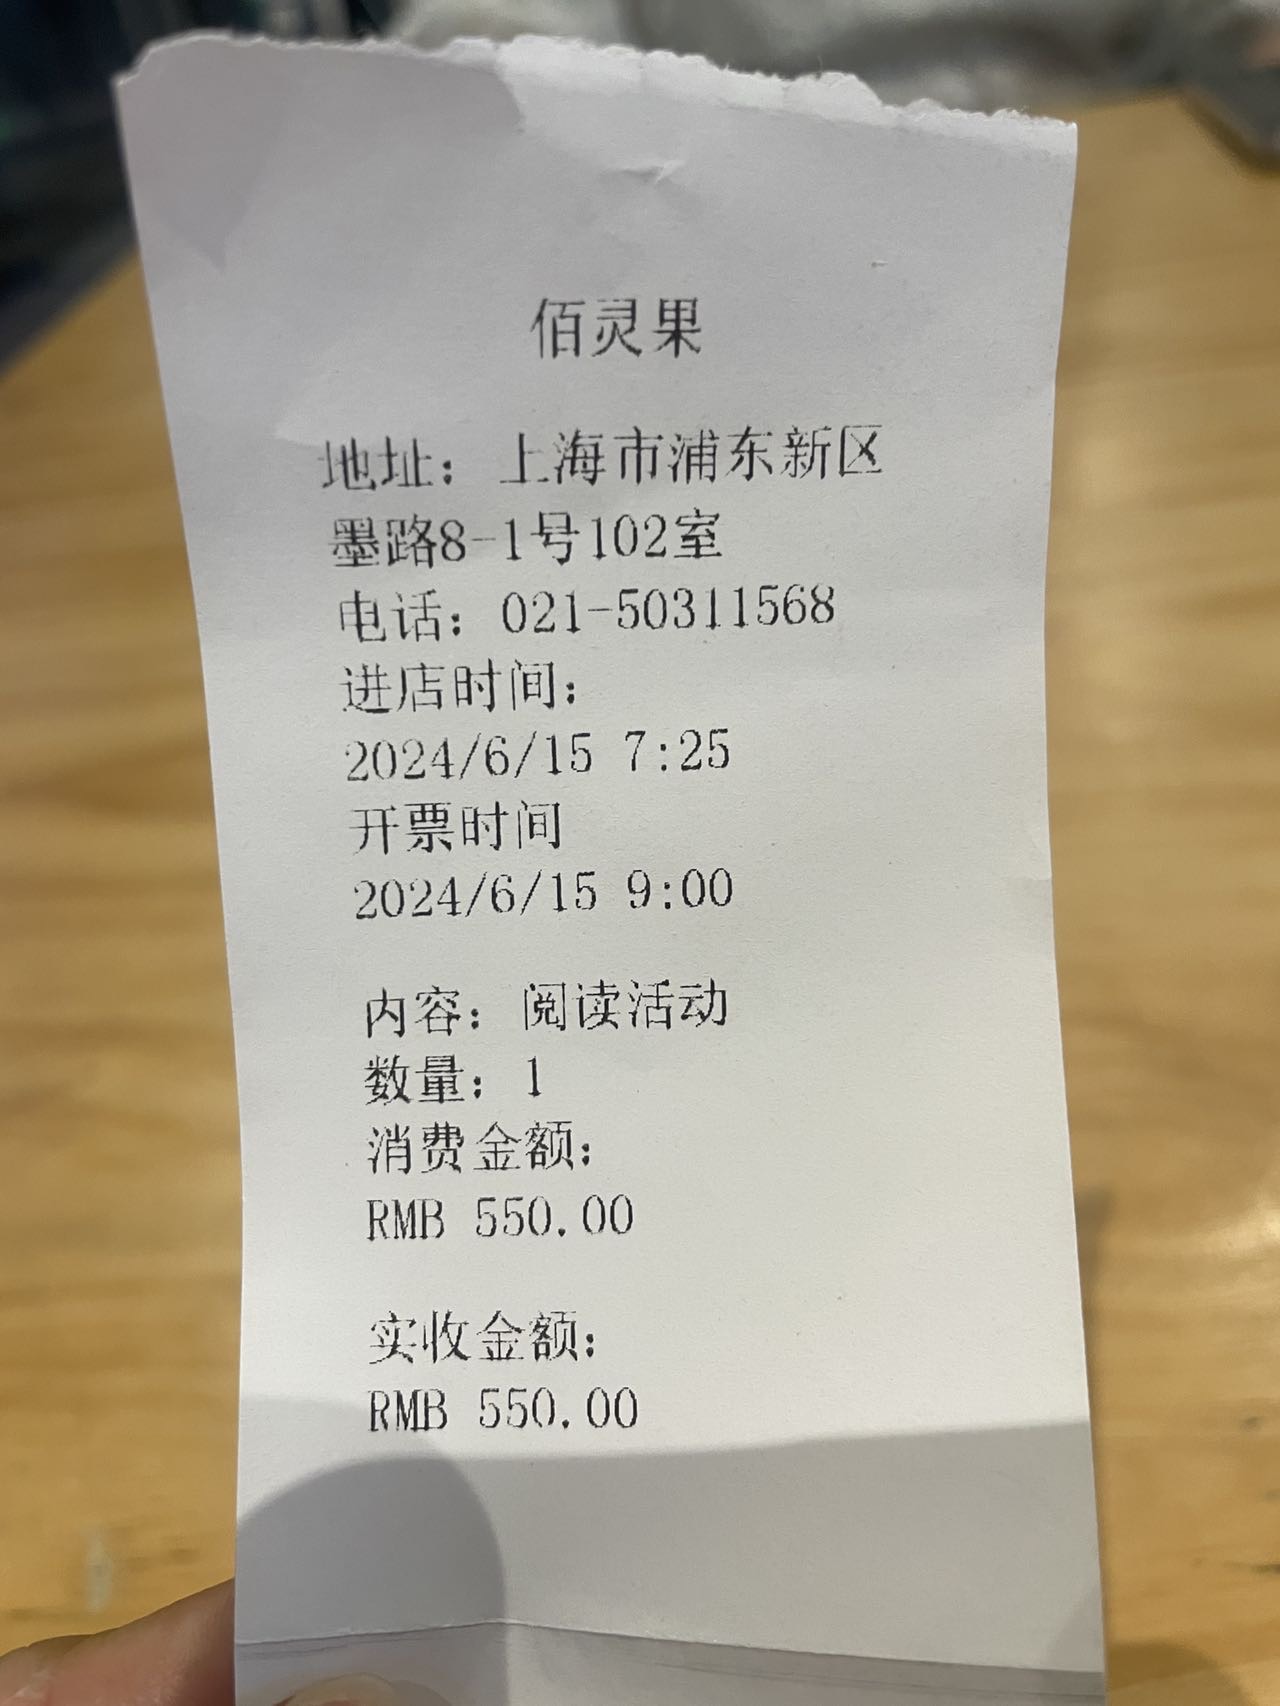 佰灵果
地址：上海市浦东新区
墨路8-1号102室
电话：021-50311568
进店时间：
2024/6/15 7:25
开票时间
2024/6/15 9:00
内容：阅读活动
数量：1
消费金额：
RMB 550.00
实收金额：
RMB 550.00